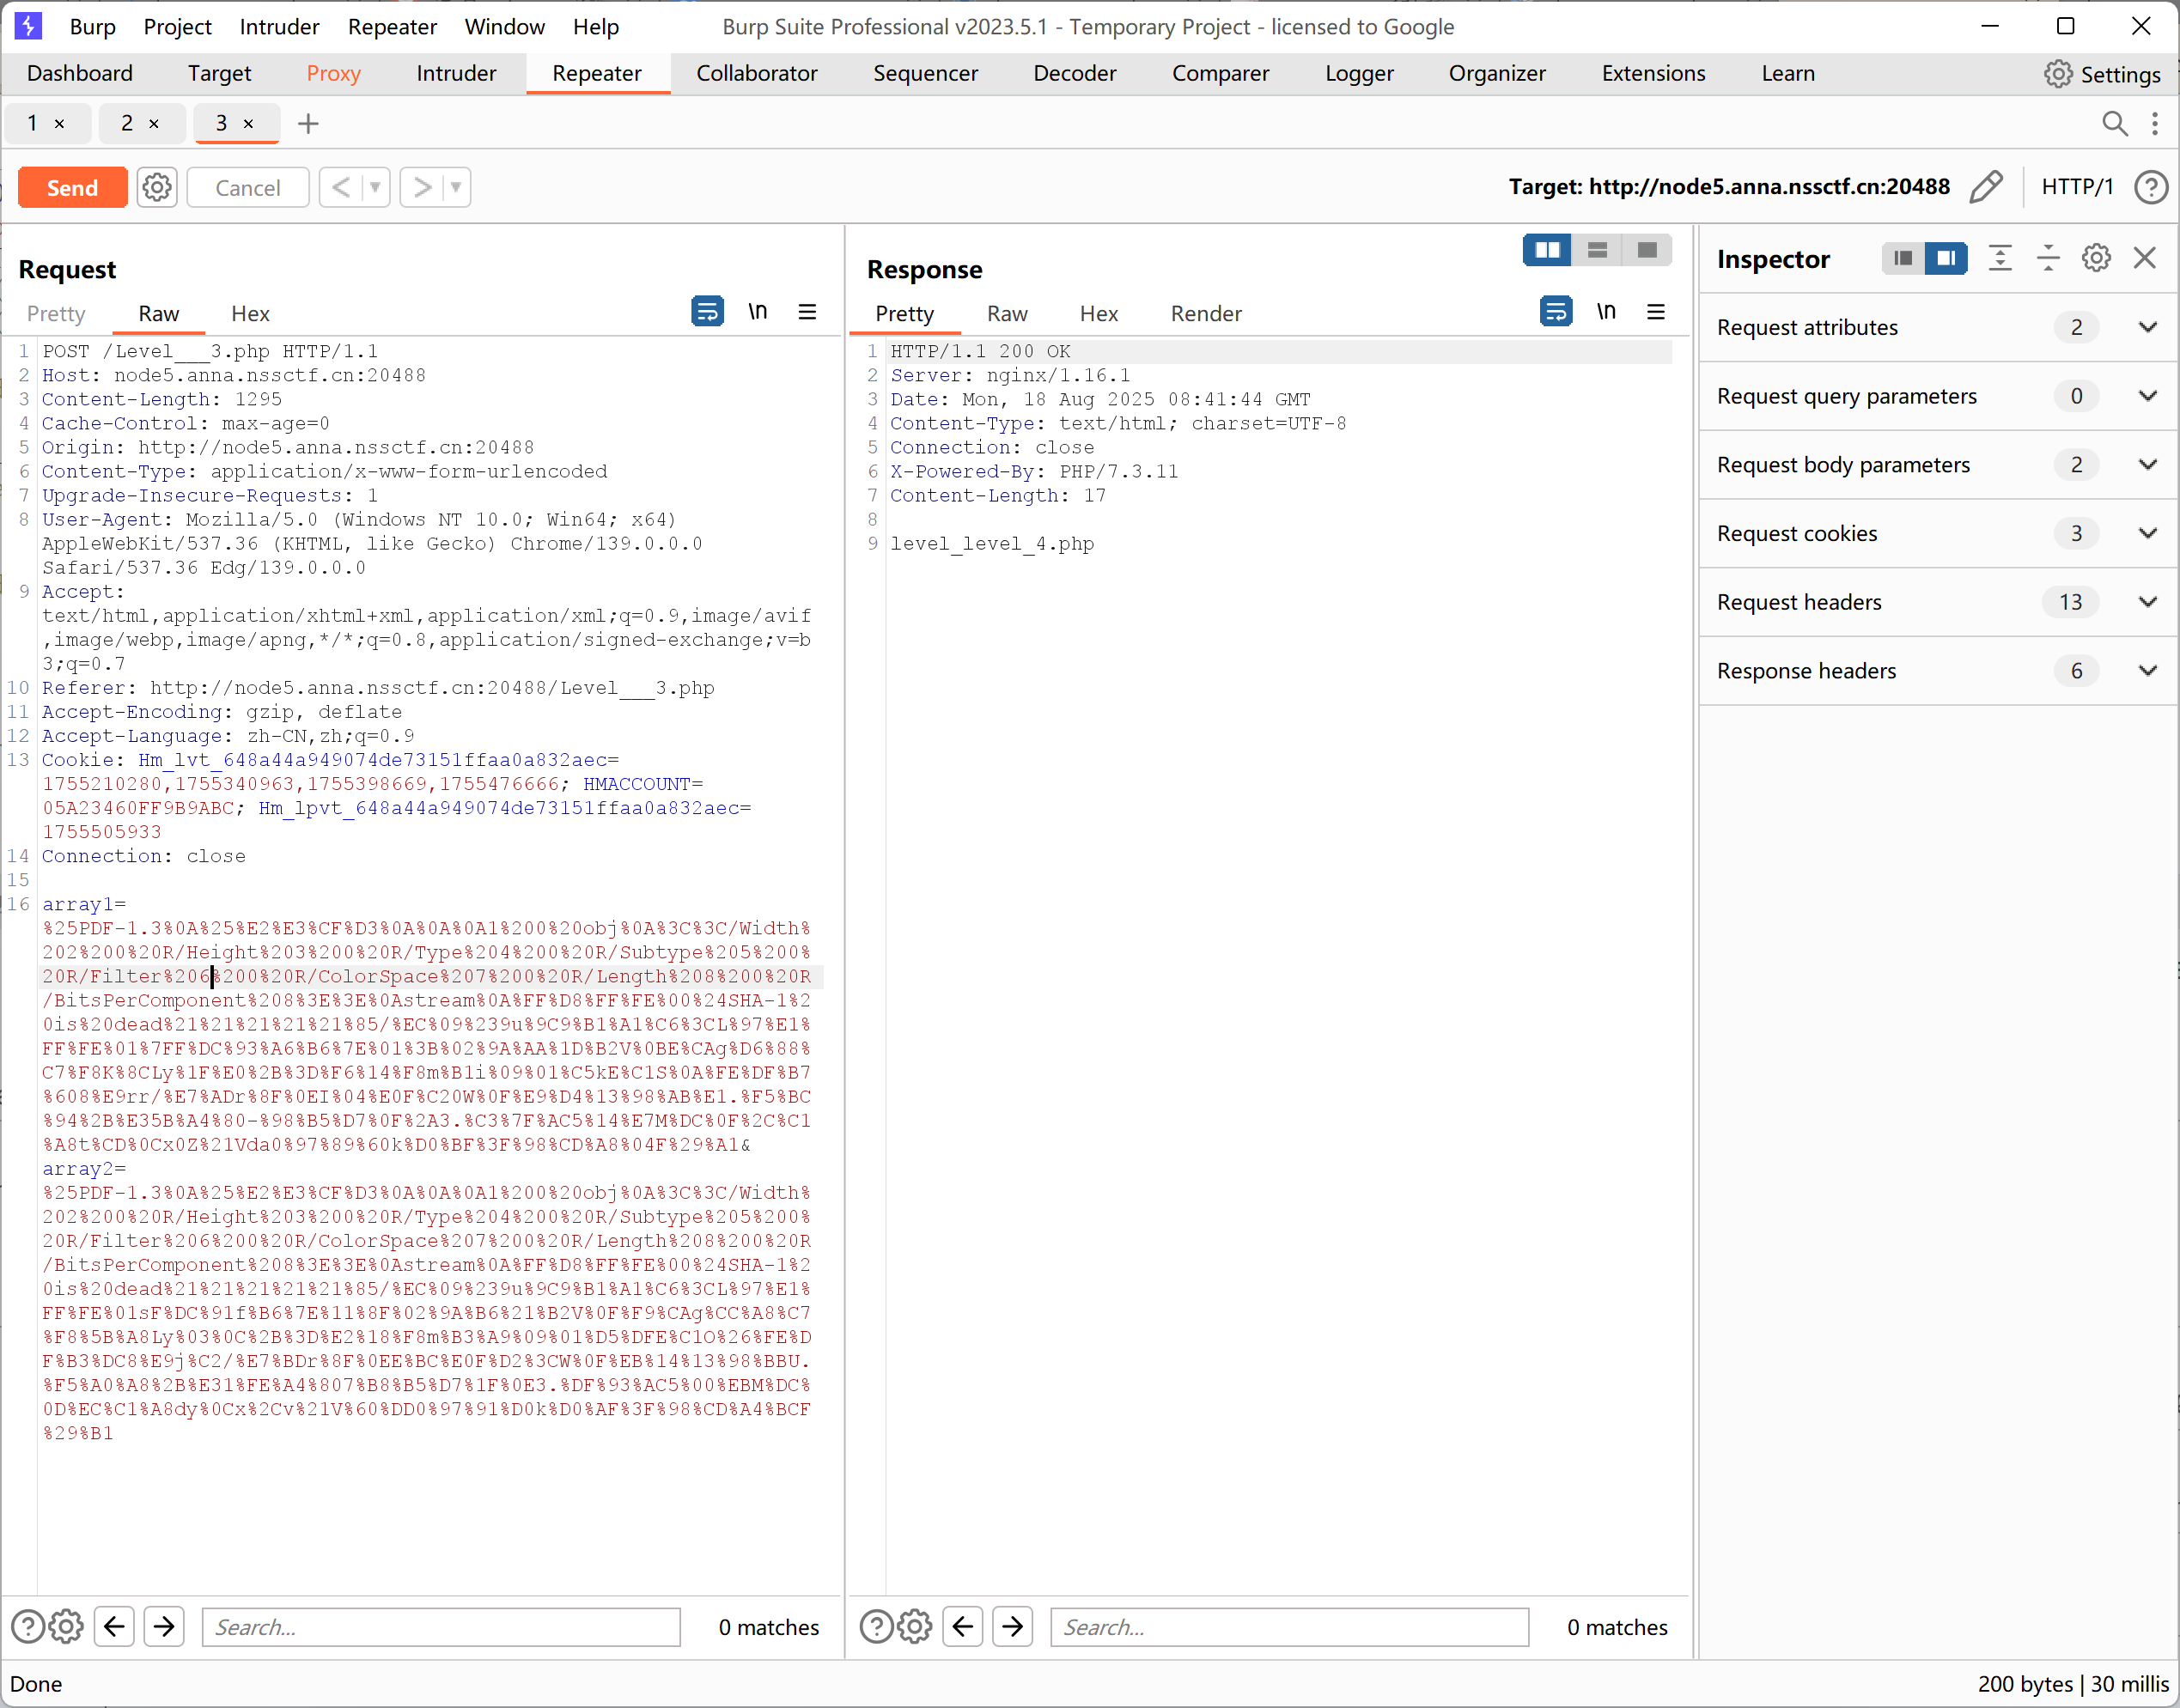 Burp Project Intruder Repeater Window Help Burp Suite Professional v2023.5.1 - Temporary Project - licensed to Google
Dashboard Target Proxy Intruder Repeater Collaborator Sequencer Decoder Comparer Logger Organizer Extensions Learn Settings
1 × 2 × 3 × +
Send Cancel < > Target: http://node5.anna.nssctf.cn:20488 HTTP/1
Request
Pretty Raw Hex \n
1 POST /Level___3.php HTTP/1.1
2 Host: node5.anna.nssctf.cn:20488
3 Content-Length: 1295
4 Cache-Control: max-age=0
5 Origin: http://node5.anna.nssctf.cn:20488
6 Content-Type: application/x-www-form-urlencoded
7 Upgrade-Insecure-Requests: 1
8 User-Agent: Mozilla/5.0 (Windows NT 10.0; Win64; x64)
AppleWebKit/537.36 (KHTML, like Gecko) Chrome/139.0.0.0
Safari/537.36 Edg/139.0.0.0
9 Accept:
text/html,application/xhtml+xml,application/xml;q=0.9,image/avif
,image/webp,image/apng,*/*;q=0.8,application/signed-exchange;v=b
3;q=0.7
10 Referer: http://node5.anna.nssctf.cn:20488/Level___3.php
11 Accept-Encoding: gzip, deflate
12 Accept-Language: zh-CN,zh;q=0.9
13 Cookie: Hm_lvt_648a44a949074de73151ffaa0a832aec=
1755210280,1755340963,1755398669,1755476666; HMACCOUNT=
05A23460FF9B9ABC; Hm_lpvt_648a44a949074de73151ffaa0a832aec=
1755505933
14 Connection: close
15
16 array1=
%25PDF-1.3%0A%25%E2%E3%CF%D3%0A%0A%0A1%200%20obj%0A%3C%3C/Width%
202%200%20R/Height%203%200%20R/Type%204%200%20R/Subtype%205%200%
20R/Filter%206%200%20R/ColorSpace%207%200%20R/Length%208%200%20R
/BitsPerComponent%208%3E%3E%0Astream%0A%FF%D8%FF%FE%00%24SHA-1%2
0is%20dead%21%21%21%21%21%85/%EC%09%239u%9C9%B1%A1%C6%3CL%97%E1%
FF%FE%01%7FF%DC%93%A6%B6%7E%01%3B%02%9A%AA%1D%B2V%0BE%CAg%D6%88%
C7%F8K%8CLy%1F%E0%2B%3D%F6%14%F8m%B1i%09%01%C5kE%C1S%0A%FE%DF%B7
%608%E9rr/%E7%ADr%8F%0EI%04%E0F%C20W%0F%E9%D4%13%98%AB%E1.%F5%BC
%94%2B%E35B%A4%80-%98%B5%D7%0F%2A3.%C3%7F%AC5%14%E7M%DC%0F%2C%C1
%A8t%CD%0Cx0Z%21Vda0%97%89%60k%D0%BF%3F%98%CD%A8%04F%29%A1&
array2=
%25PDF-1.3%0A%25%E2%E3%CF%D3%0A%0A%0A1%200%20obj%0A%3C%3C/Width%
202%200%20R/Height%203%200%20R/Type%204%200%20R/Subtype%205%200%
20R/Filter%206%200%20R/ColorSpace%207%200%20R/Length%208%200%20R
/BitsPerComponent%208%3E%3E%0Astream%0A%FF%D8%FF%FE%00%24SHA-1%2
0is%20dead%21%21%21%21%21%85/%EC%09%239u%9C9%B1%A1%C6%3CL%97%E1%
FF%FE%01sF%DC%91f%B6%7E%11%8F%02%9A%B6%21%B2V%0F%F9%CAg%CC%A8%C7
%F8%5B%A8Ly%03%0C%2B%3D%E2%18%F8m%B3%A9%09%01%D5%DFE%C1O%26%FE%D
F%B3%DC8%E9j%C2/%E7%BDr%8F%0EE%BC%E0F%D2%3CW%0F%EB%14%13%98%BBU.
%F5%A0%A8%2B%E31%FE%A4%807%B8%B5%D7%1F%0E3.%DF%93%AC5%00%EBM%DC%
0D%EC%C1%A8dy%0Cx%2Cv%21V%60%DD0%97%91%D0k%D0%AF%3F%98%CD%A4%BCF
%29%B1
Search... 0 matches
Response
Pretty Raw Hex Render \n
1 HTTP/1.1 200 OK
2 Server: nginx/1.16.1
3 Date: Mon, 18 Aug 2025 08:41:44 GMT
4 Content-Type: text/html; charset=UTF-8
5 Connection: close
6 X-Powered-By: PHP/7.3.11
7 Content-Length: 17
8
9 level_level_4.php
Search... 0 matches
Inspector
Request attributes 2
Request query parameters 0
Request body parameters 2
Request cookies 3
Request headers 13
Response headers 6
Done 200 bytes | 30 millis